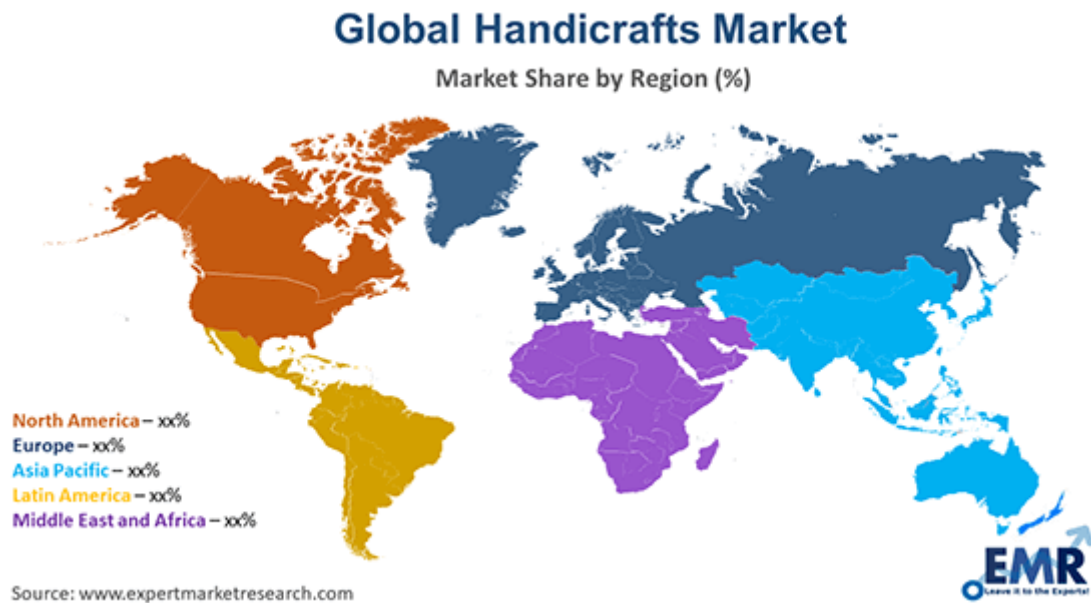 Global Handicrafts Market
Market Share by Region (%)
North America – xx%
Europe – xx%
Asia Pacific – xx%
Latin America – xx%
Middle East and Africa – xx%
Source: www.expertmarketresearch.com
EMR
Leave it to the Experts!